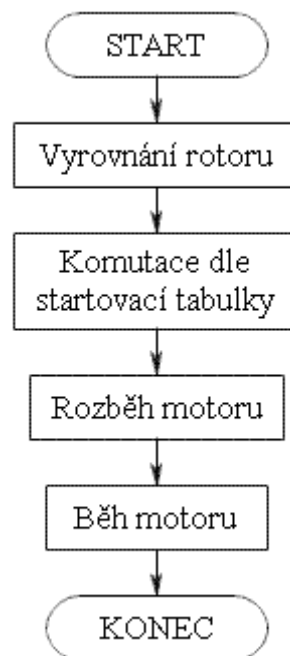 START
Vyrovnání rotoru
Komutace dle
startovací tabulky
Rozběh motoru
Běh motoru
KONEC